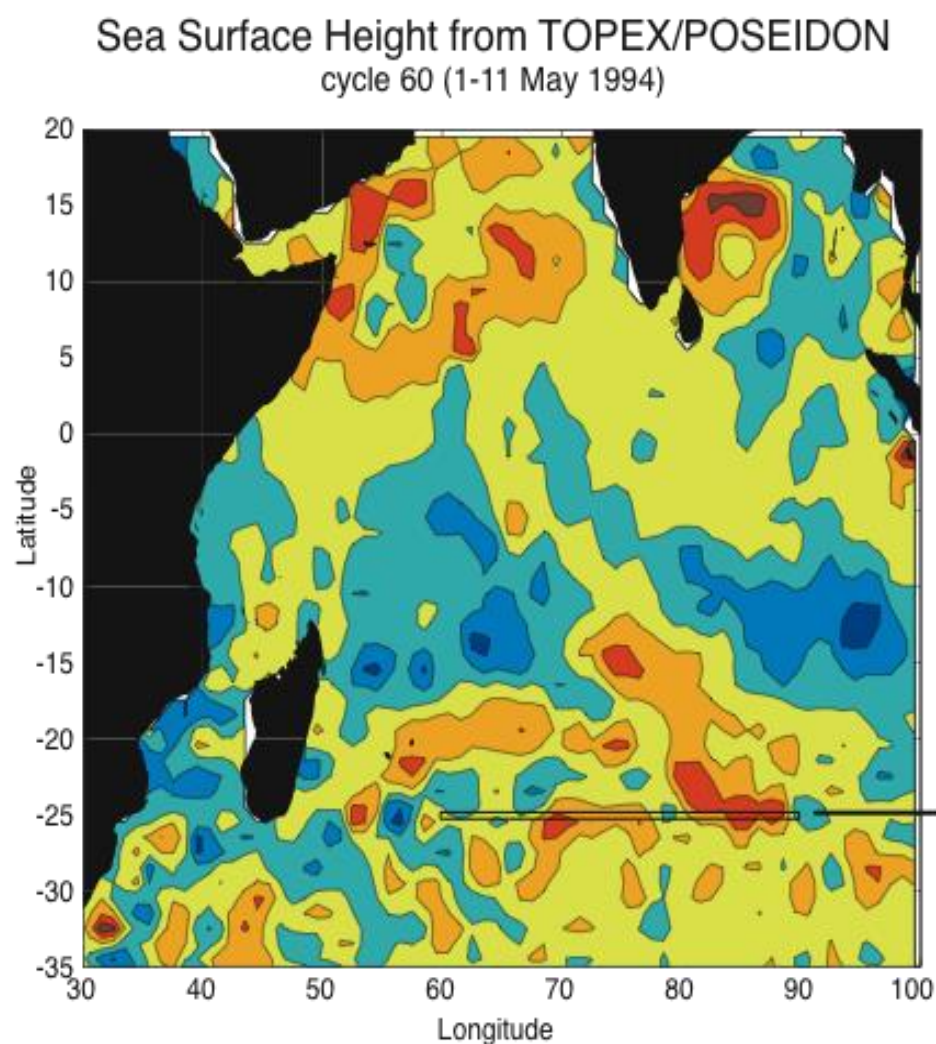 Sea Surface Height from TOPEX/POSEIDON
cycle 60 (1-11 May 1994)
20
15
10
5
0
-5
-10
-15
-20
-25
-30
-35
Latitude
30 40 50 60 70 80 90 100
Longitude